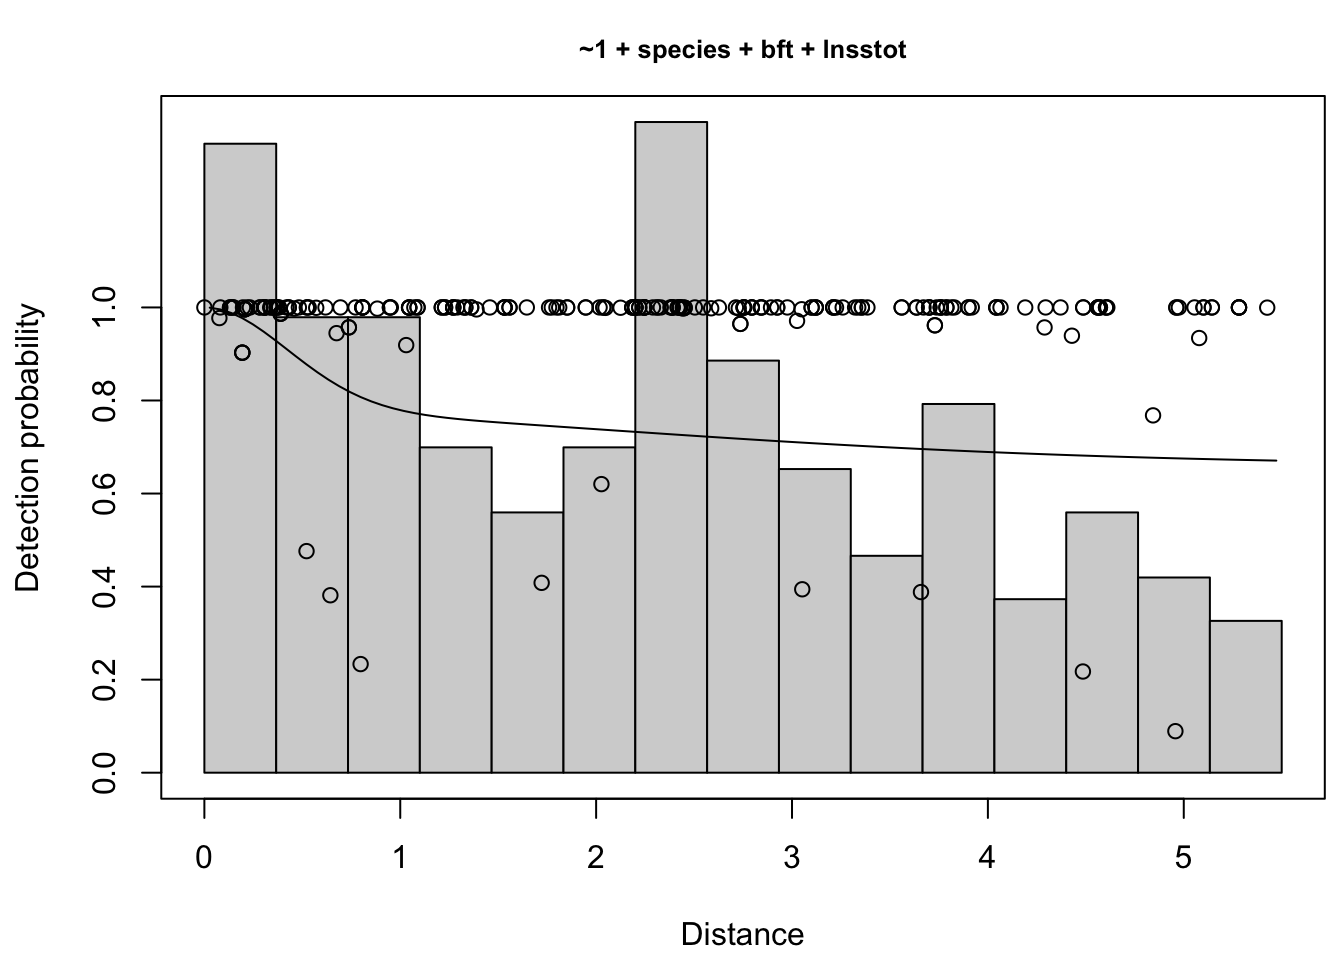 ~1 + species + bft + lnsstot
Detection probability
1.0
0.8
0.6
0.4
0.2
0.0
0 1 2 3 4 5
Distance